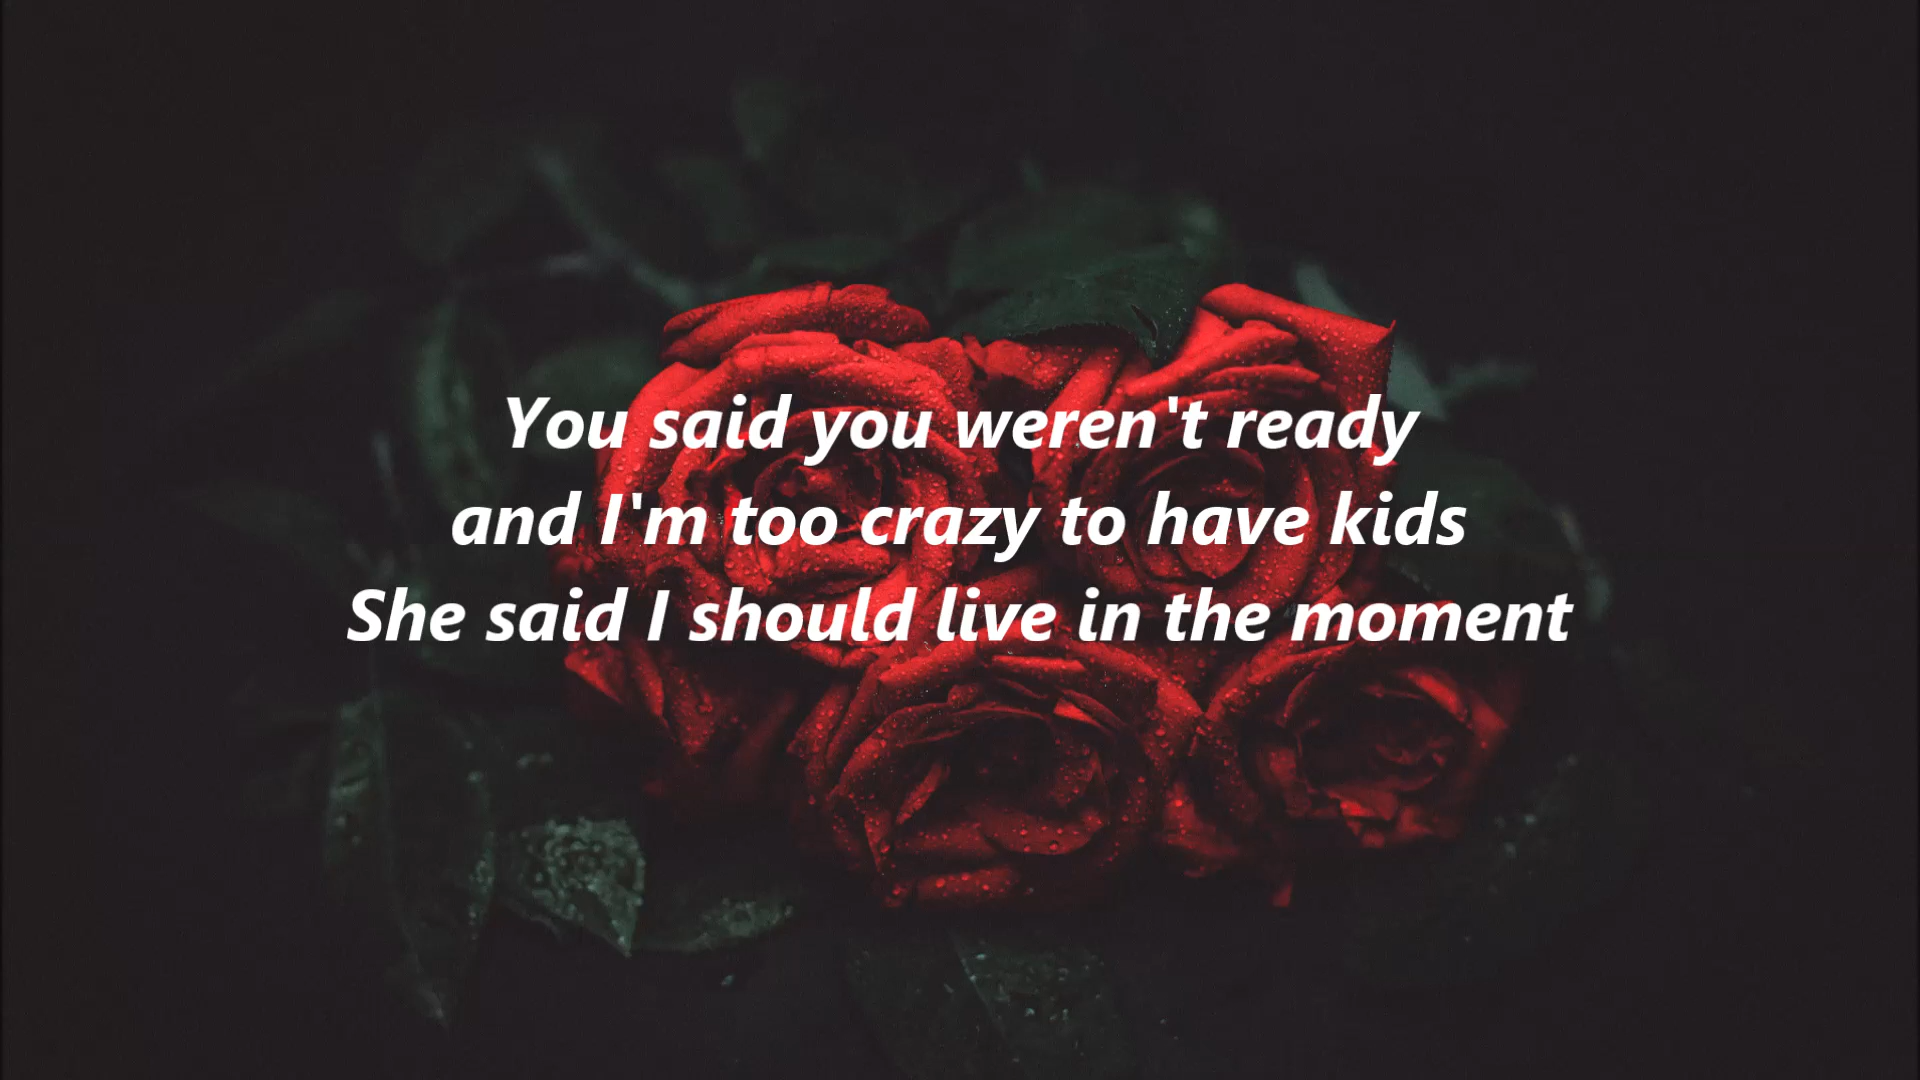 You said you weren't ready
and I'm too crazy to have kids
She said I should live in the moment